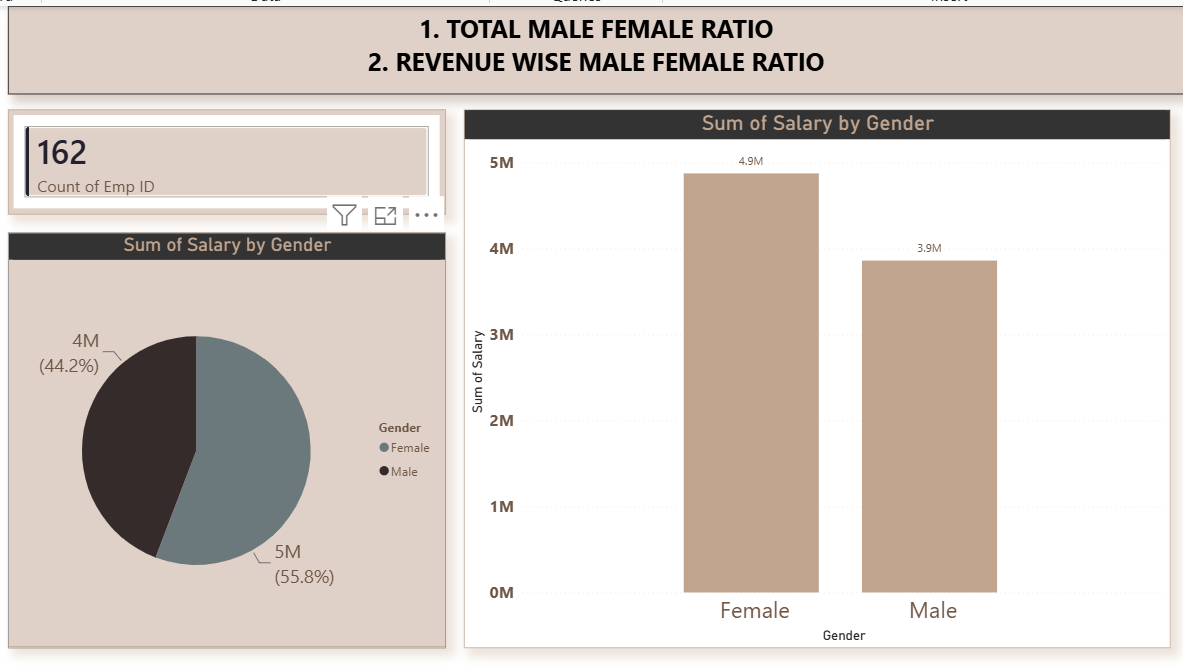 1. TOTAL MALE FEMALE RATIO
2. REVENUE WISE MALE FEMALE RATIO
162
Count of Emp ID
Sum of Salary by Gender
4M
(44.2%)
5M
(55.8%)
Gender
Female
Male
Sum of Salary by Gender
Sum of Salary
5M
4M
3M
2M
1M
0M
4.9M
3.9M
Female
Male
Gender